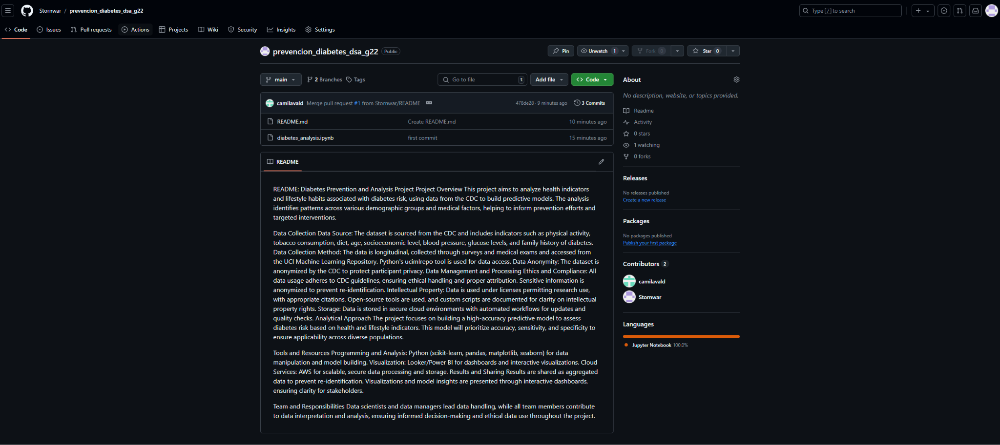 Stornwar / prevencion_diabetes_dsa_g22
Type / to search
Code Issues Pull requests Actions Projects Wiki Security Insights Settings
prevencion_diabetes_dsa_g22 Public
Pin Unwatch 1 Fork 0 Star 0
main 2 Branches Tags Go to file t Add file Code
camilavald Merge pull request #1 from Stornwar/README 478de28 · 9 minutes ago 3 Commits
README.md Create README.md 10 minutes ago
diabetes_analysis.ipynb first commit 15 minutes ago
README
README: Diabetes Prevention and Analysis Project Project Overview This project aims to analyze health indicators
and lifestyle habits associated with diabetes risk, using data from the CDC to build predictive models. The analysis
identifies patterns across various demographic groups and medical factors, helping to inform prevention efforts and
targeted interventions.
Data Collection Data Source: The dataset is sourced from the CDC and includes indicators such as physical activity,
tobacco consumption, diet, age, socioeconomic level, blood pressure, glucose levels, and family history of diabetes.
Data Collection Method: The data is longitudinal, collected through surveys and medical exams and accessed from
the UCI Machine Learning Repository. Python's ucimlrepo tool is used for data access. Data Anonymity: The dataset is
anonymized by the CDC to protect participant privacy. Data Management and Processing Ethics and Compliance: All
data usage adheres to CDC guidelines, ensuring ethical handling and proper attribution. Sensitive information is
anonymized to prevent re-identification. Intellectual Property: Data is used under licenses permitting research use,
with appropriate citations. Open-source tools are used, and custom scripts are documented for clarity on intellectual
property rights. Storage: Data is stored in secure cloud environments with automated workflows for updates and
quality checks. Analytical Approach The project focuses on building a high-accuracy predictive model to assess
diabetes risk based on health and lifestyle indicators. This model will prioritize accuracy, sensitivity, and specificity to
ensure applicability across diverse populations.
Tools and Resources Programming and Analysis: Python (scikit-learn, pandas, matplotlib, seaborn) for data
manipulation and model building. Visualization: Looker/Power BI for dashboards and interactive visualizations. Cloud
Services: AWS for scalable, secure data processing and storage. Results and Sharing Results are shared as aggregated
data to prevent re-identification. Visualizations and model insights are presented through interactive dashboards,
ensuring clarity for stakeholders.
Team and Responsibilities Data scientists and data managers lead data handling, while all team members contribute
to data interpretation and analysis, ensuring informed decision-making and ethical data use throughout the project.
About
No description, website, or topics provided.
Readme
Activity
0 stars
1 watching
0 forks
Releases
No releases published
Create a new release
Packages
No packages published
Publish your first package
Contributors 2
camilavald
Stornwar
Languages
Jupyter Notebook 100.0%